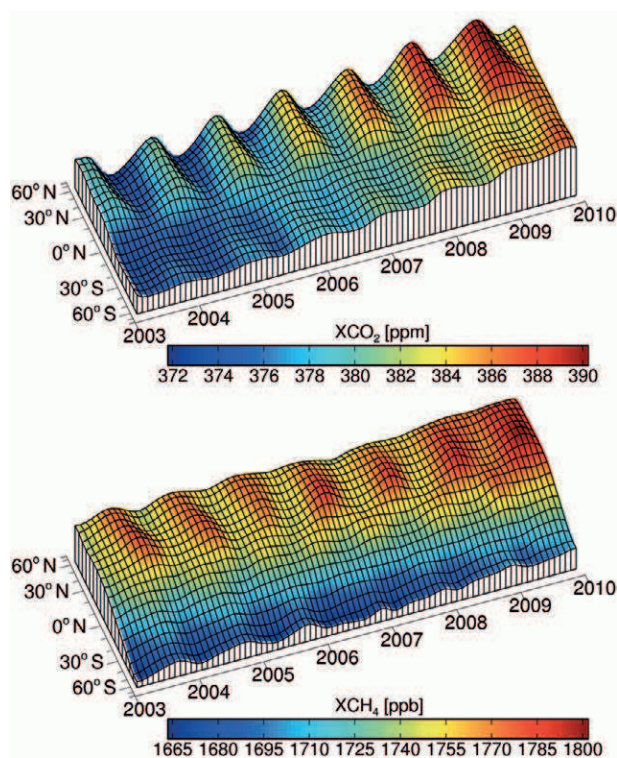 60° N
30° N
0° N
30° S
60° S
2003
2004
2005
2006
2007
2008
2009
2010
XCO₂ [ppm]
372 374 376 378 380 382 384 386 388 390
60° N
30° N
0° N
30° S
60° S
2003
2004
2005
2006
2007
2008
2009
2010
XCH₄ [ppb]
1665 1680 1695 1710 1725 1740 1755 1770 1785 1800